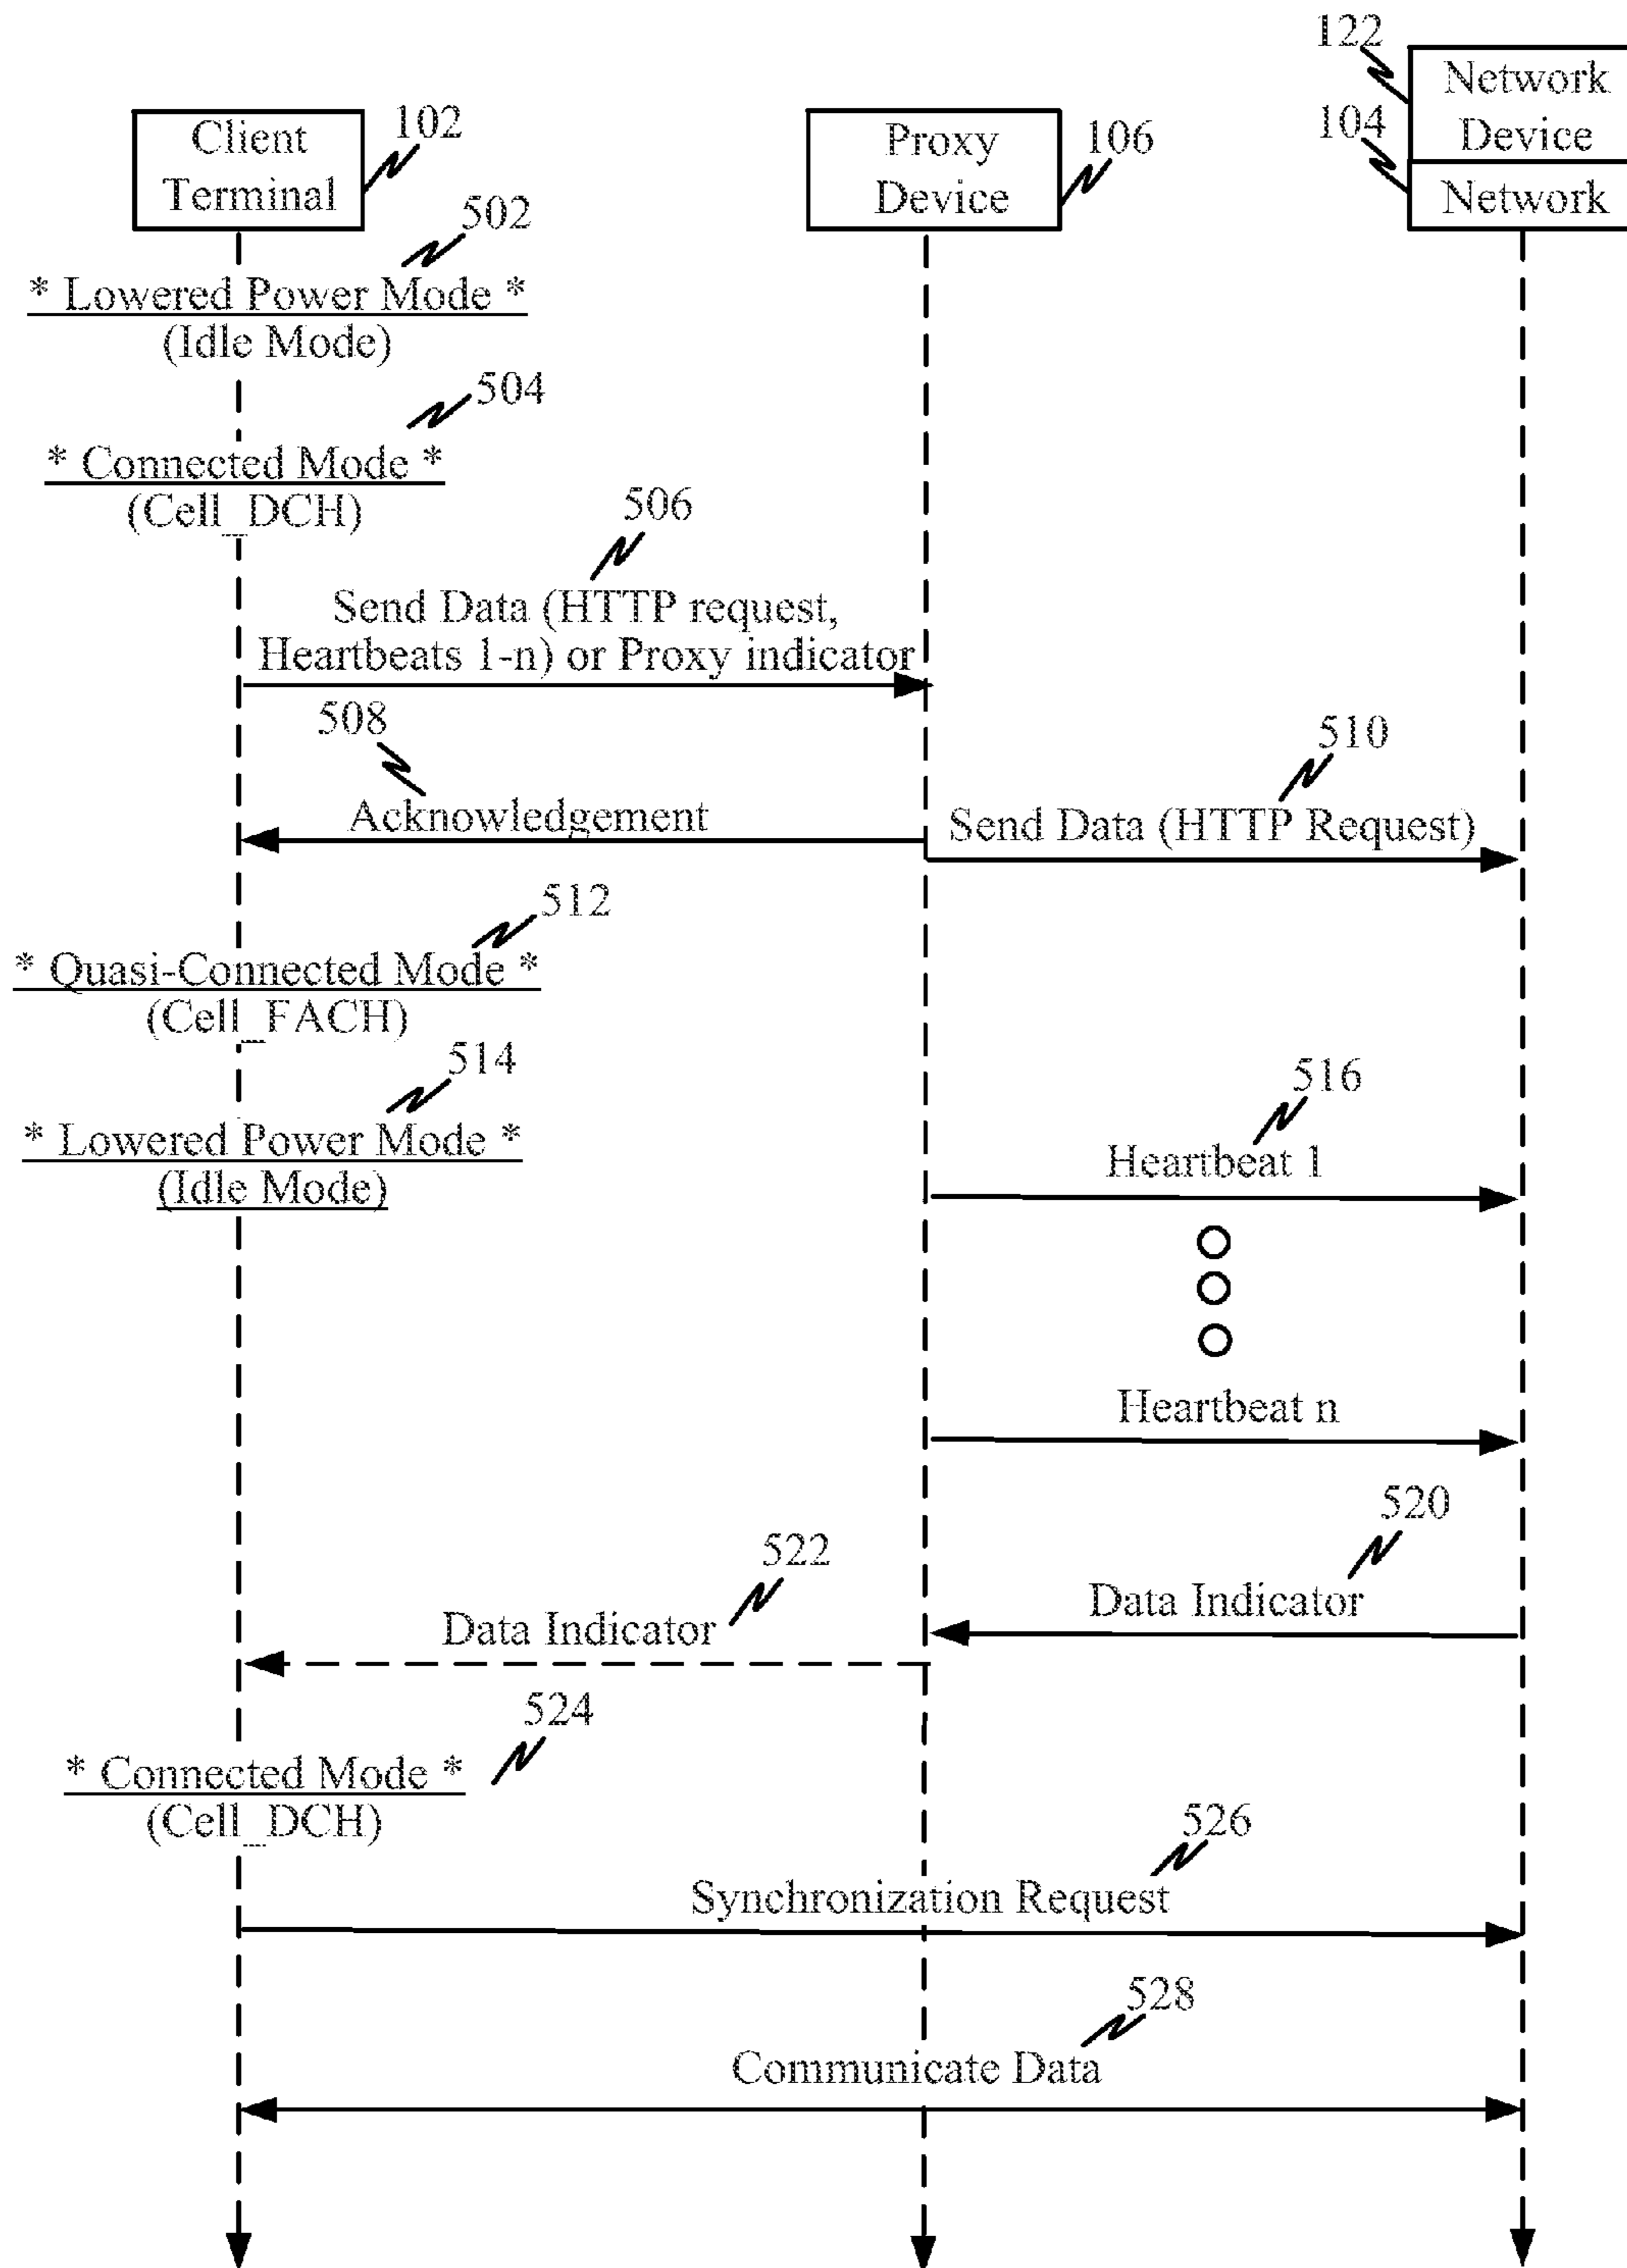 122
Network
Device
104
Network
Client
Terminal
102
Proxy
Device
106
502
* Lowered Power Mode *
(Idle Mode)
504
* Connected Mode *
(Cell_DCH)
506
Send Data (HTTP request,
Heartbeats 1-n) or Proxy indicator
508
Acknowledgement
510
Send Data (HTTP Request)
512
* Quasi-Connected Mode *
(Cell_FACH)
514
* Lowered Power Mode *
(Idle Mode)
516
Heartbeat 1
Heartbeat n
520
Data Indicator
522
Data Indicator
524
* Connected Mode *
(Cell_DCH)
526
Synchronization Request
528
Communicate Data